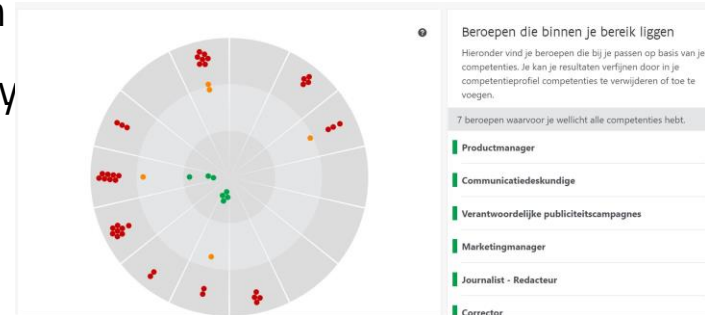 Beroepen die binnen je bereik liggen
Hieronder vind je beroepen die bij je passen op basis van je
competenties. Je kan je resultaten verfijnen door in je
competentieprofiel competenties te verwijderen of toe te
voegen.
7 beroepen waarvoor je wellicht alle competenties hebt.
Productmanager
Communicatiedeskundige
Verantwoordelijke publiciteitscampagnes
Marketingmanager
Journalist - Redacteur
Corrector